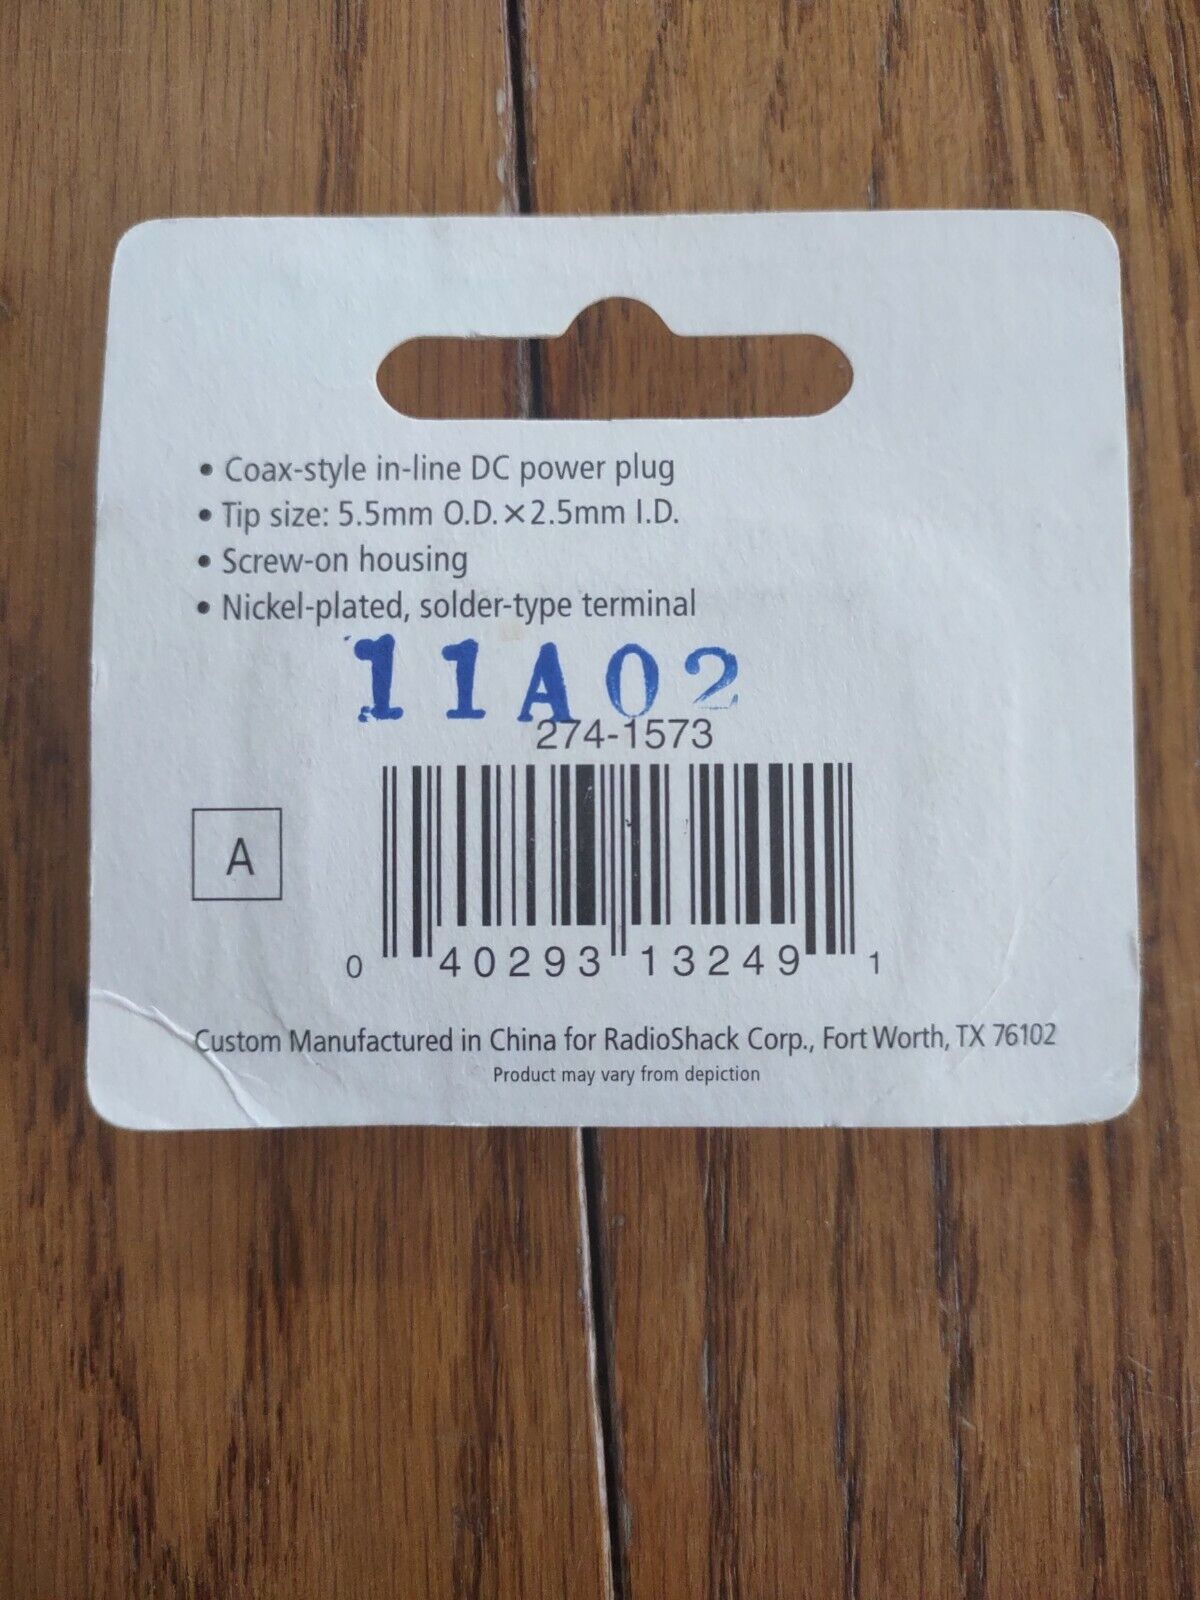 • Coax-style in-line DC power plug
• Tip size: 5.5mm O.D.×2.5mm I.D.
• Screw-on housing
• Nickel-plated, solder-type terminal
11A02
274-1573
A
0 40293 13249 1
Custom Manufactured in China for RadioShack Corp., Fort Worth, TX 76102
Product may vary from depiction